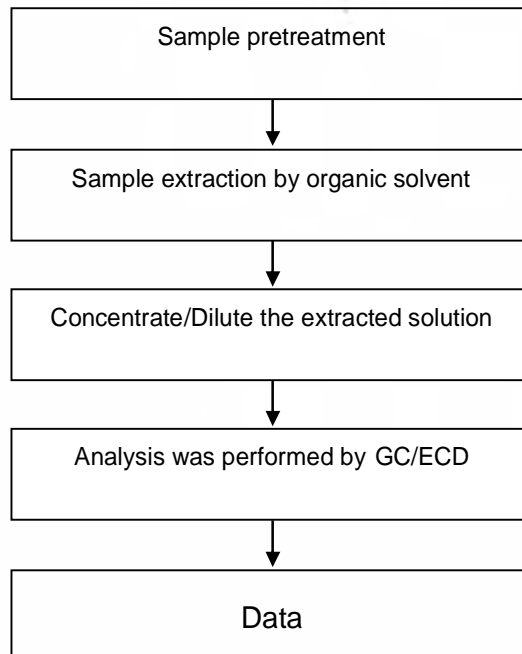 Sample pretreatment
Sample extraction by organic solvent
Concentrate/Dilute the extracted solution
Analysis was performed by GC/ECD
Data